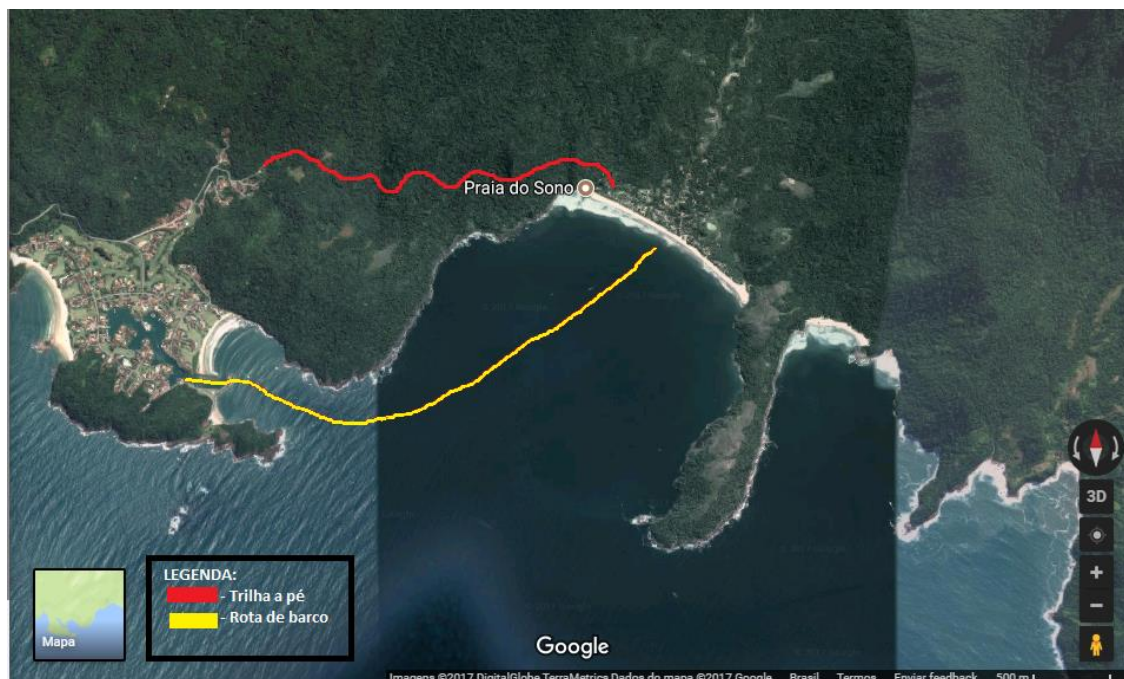 Praia do Sono
3D
LEGENDA:
- Trilha a pé
- Rota de barco
Mapa
Google
Imagens ©2017 DigitalGlobe,TerraMetrics,Dados do mapa ©2017 Google Brasil Termos Enviar feedback 500 m